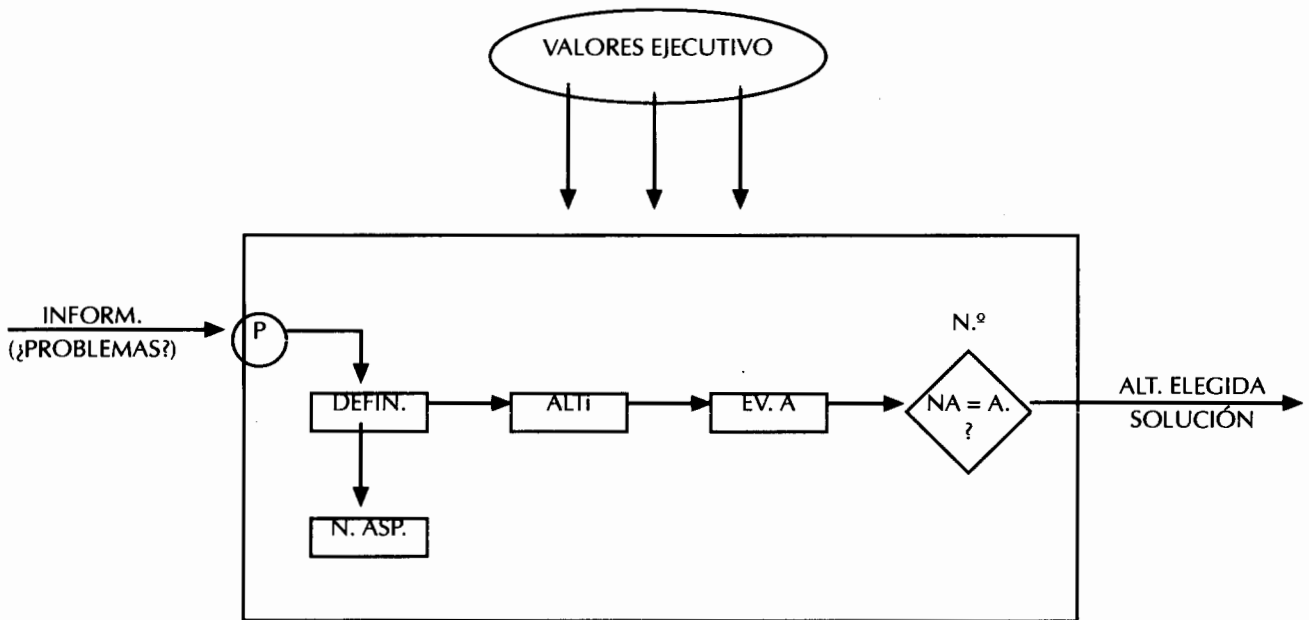 VALORES EJECUTIVO
INFORM.
(¿PROBLEMAS?)
P
N.º
DEFIN.
ALTi
EV. A
NA = A.
?
ALT. ELEGIDA
SOLUCIÓN
N. ASP.